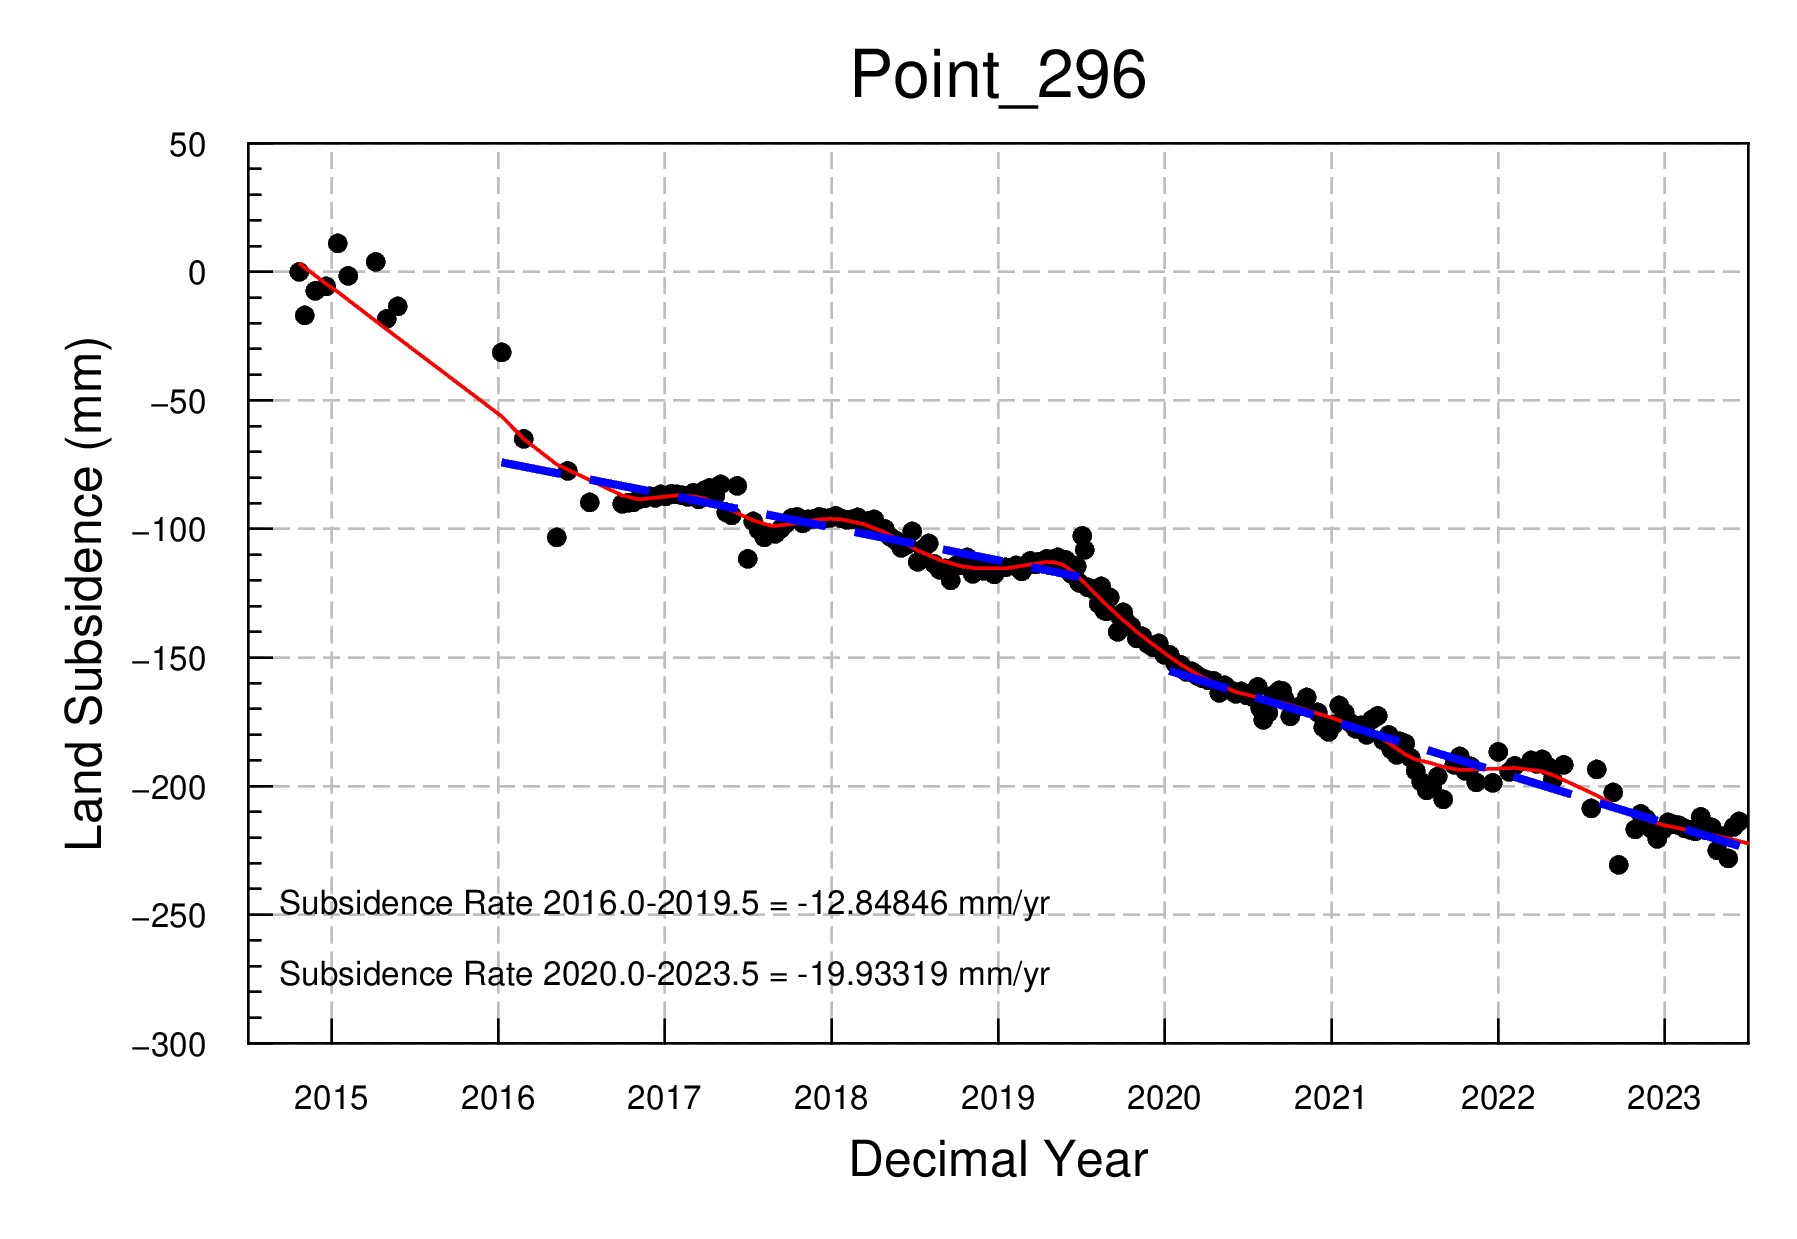 Point_296
50
0
−50
−100
−150
−200
−250
−300
Land Subsidence (mm)
Subsidence Rate 2016.0-2019.5 = -12.84846 mm/yr
Subsidence Rate 2020.0-2023.5 = -19.93319 mm/yr
2015 2016 2017 2018 2019 2020 2021 2022 2023
Decimal Year